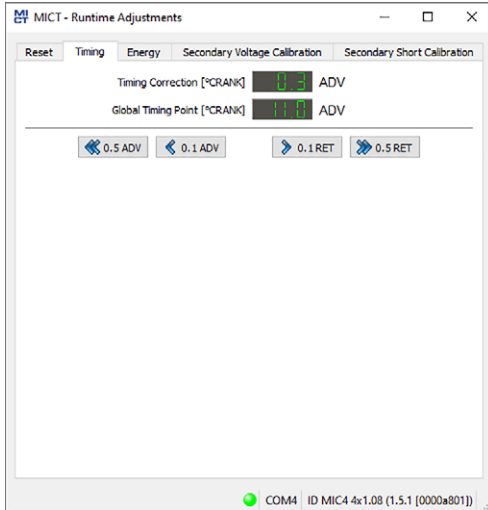 MICT - Runtime Adjustments
Reset Timing Energy Secondary Voltage Calibration Secondary Short Calibration
Timing Correction [°CRANK] 0.3 ADV
Global Timing Point [°CRANK] 11.0 ADV
0.5 ADV 0.1 ADV 0.1 RET 0.5 RET
COM4 ID MIC4 4x1.08 (1.5.1 [0000a801])